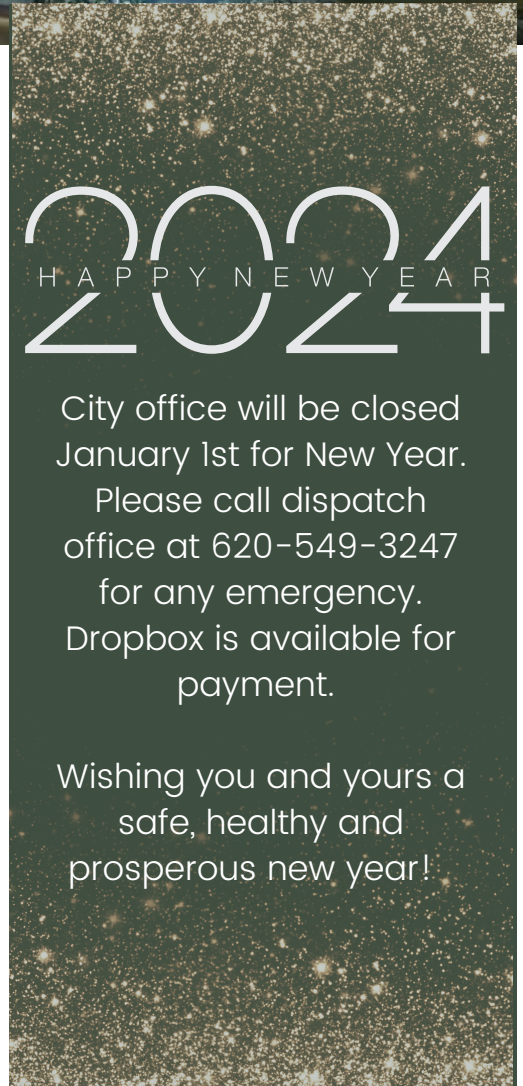 2024
HAPPY NEW YEAR
City office will be closed
January 1st for New Year.
Please call dispatch
office at 620-549-3247
for any emergency.
Dropbox is available for
payment.
Wishing you and yours a
safe, healthy and
prosperous new year!